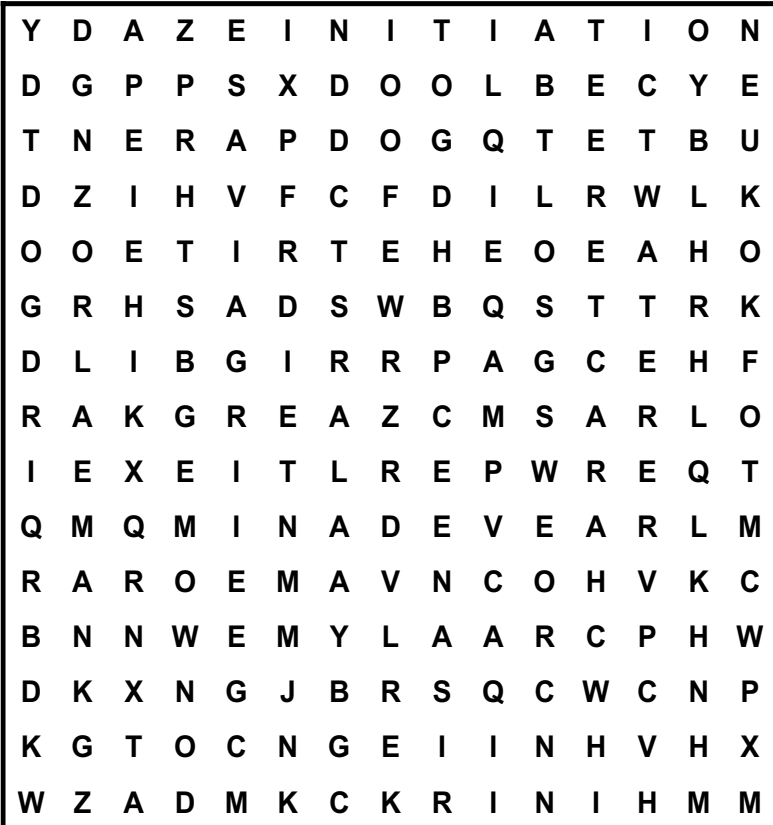 Y D A Z E I N I T I A T I O N
D G P P S X D O O L B E C Y E
T N E R A P D O G Q T E T B U
D Z I H V F C F D I L R W L K
O O E T I R T E H E O E A H O
G R H S A D S W B Q S T T R K
D L I B G I R R P A G C E H F
R A K G R E A Z C M S A R L O
I E X E I T L R E P W R E Q T
Q M Q M I N A D E V E A R L M
R A R O E M A V N C O H V K C
B N N W E M Y L A A R C P H W
D K X N G J B R S Q C W C N P
K G T O C N G E I I N H V H X
W Z A D M K C K R I N I H M M